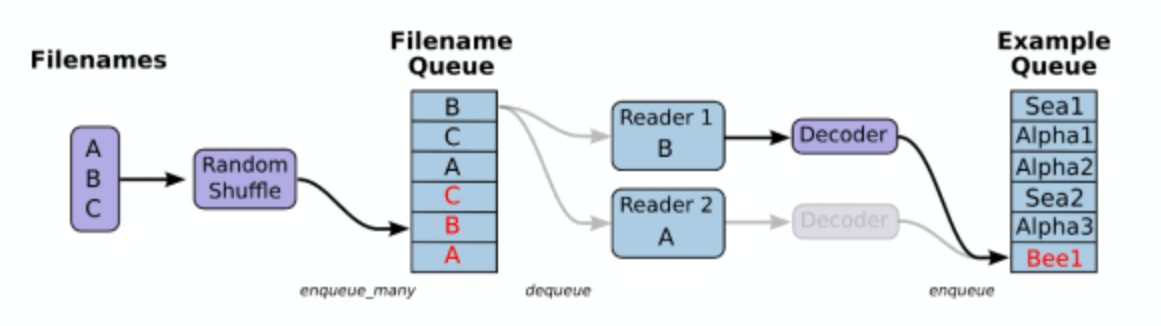 Filenames
A
B
C
Random
Shuffle
Filename
Queue
B
C
A
C
B
A
enqueue_many
dequeue
Reader 1
B
Reader 2
A
Decoder
Decoder
enqueue
Example
Queue
Sea1
Alpha1
Alpha2
Sea2
Alpha3
Bee1